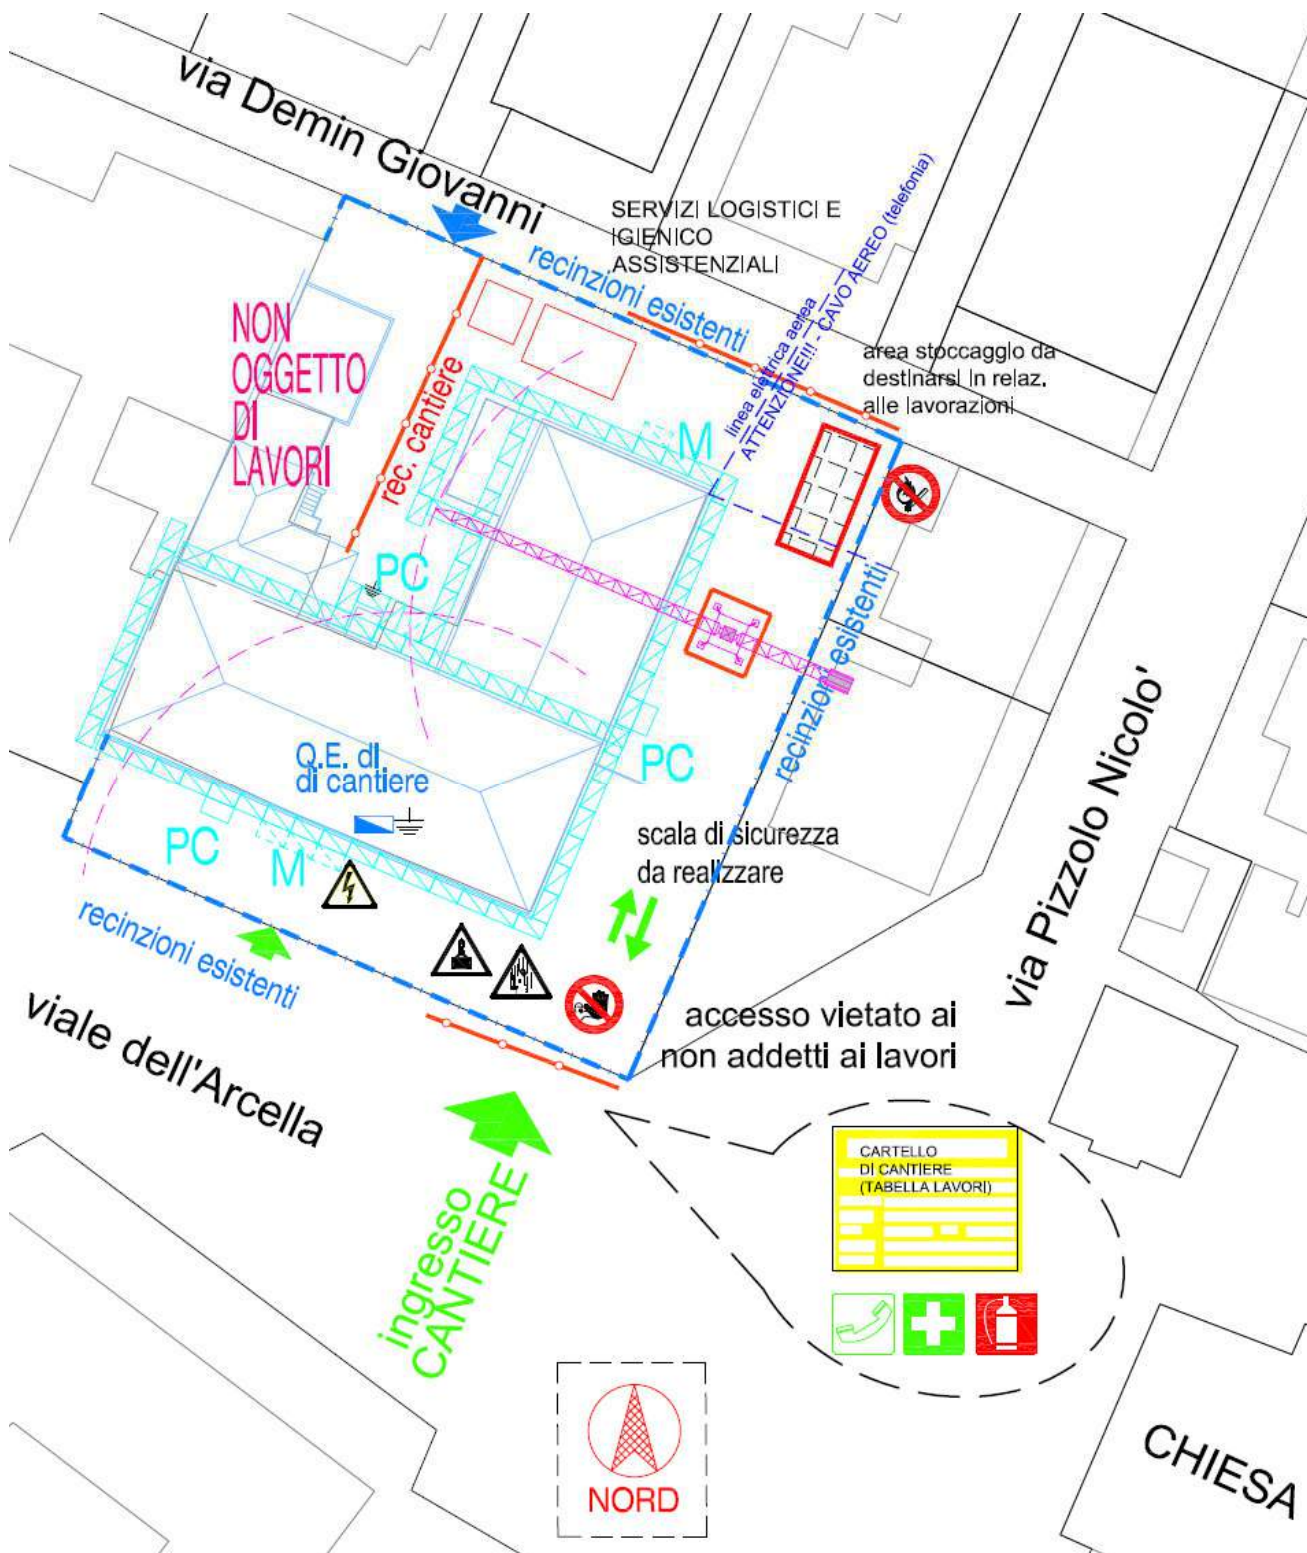 via Demin Giovanni
SERVIZI LOGISTICI E
IGIENICO
ASSISTENZIALI
recinzioni esistenti
linea elettrica aerea
ATTENZIONE!!! - CAVO AEREO (telefonia)
area stoccaggio da
destinarsi in relaz.
alle lavorazioni
NON
OGGETTO
DI
LAVORI
rec. cantiere
M
PC
recinzioni esistenti
via Pizzolo Nicolo'
Q.E. di
di cantiere
PC
PC
M
scala di sicurezza
da realizzare
recinzioni esistenti
viale dell'Arcella
accesso vietato ai
non addetti ai lavori
ingresso
CANTIERE
CARTELLO
DI CANTIERE
(TABELLA LAVORI)
NORD
CHIESA